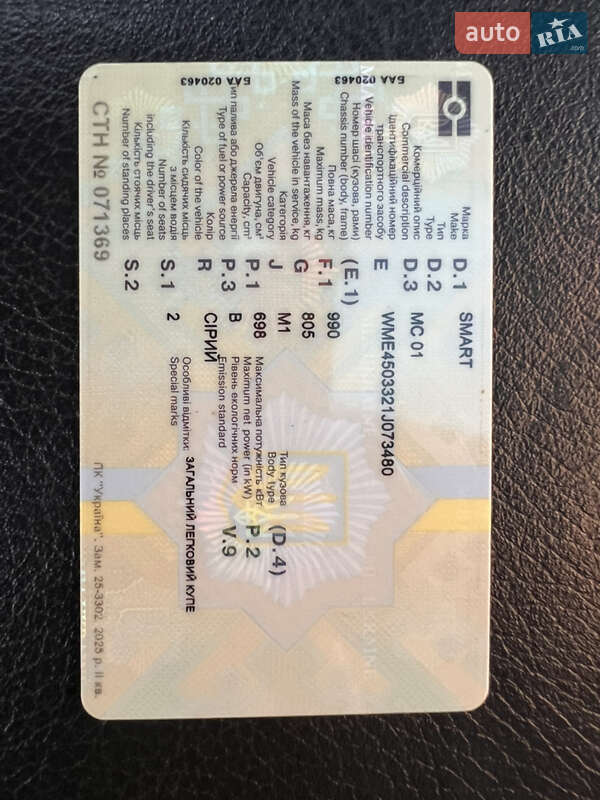 auto RIA.com
БАА 020463
БАА 020463
Марка
Make
D.1 SMART
Тип
Type
D.2
Комерційний опис
Commercial description
D.3 MC 01
Ідентифікаційний номер
транспортного засобу
Vehicle identification number
E WME4503321J073480
Номер шасі (кузова, рами)
Chassis number (body, frame)
(E.1)
Повна маса, кг
Maximum mass, kg
F.1 990
Маса без навантаження, кг
Mass of the vehicle in service, kg
G 805
Категорія
Vehicle category
J M1
Тип кузова
Body type
(D.4)
Об'єм двигуна, см³
Capacity, cm³
P.1 698
Максимальна потужність кВт
Maximum net power (in kW)
P.2
Тип палива або джерела енергії
Type of fuel or power source
P.3 B
Рівень екологічних норм
Emission standard
V.9
Колір
Color of the vehicle
R СІРИЙ
Кількість сидячих місць
з місцем водія
Number of seats
including the driver's seat
S.1 2
Особливі відмітки:
Special marks
ЗАГАЛЬНИЙ ЛЕГКОВИЙ КУПЕ
Кількість стоячих місць
Number of standing places
S.2
СТН № 071369
ПК "Україна". Зам. 25-3302. 2025 р. II кв.